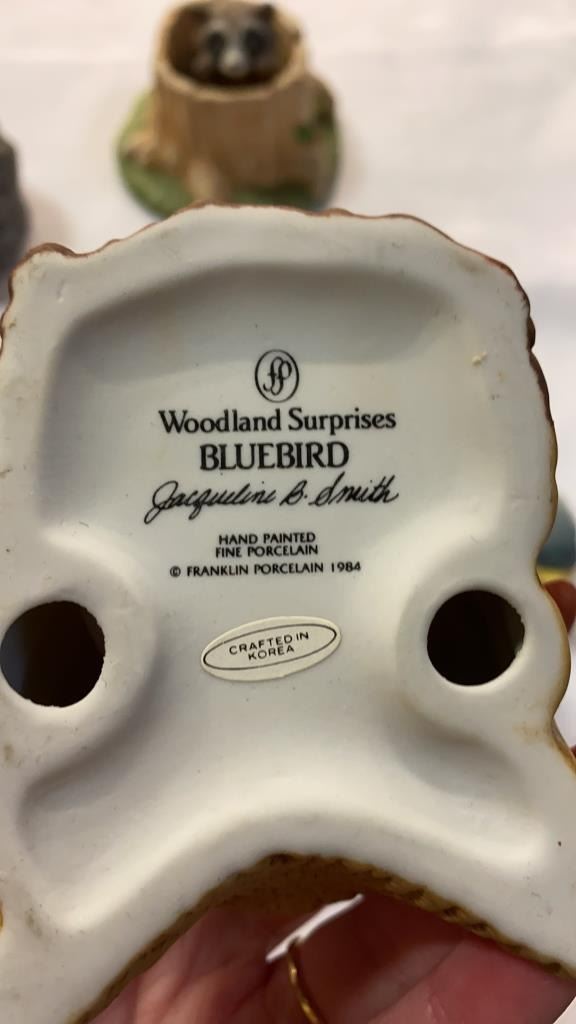 fp
Woodland Surprises
BLUEBIRD
Jacqueline B. Smith
HAND PAINTED
FINE PORCELAIN
© FRANKLIN PORCELAIN 1984
CRAFTED IN
KOREA